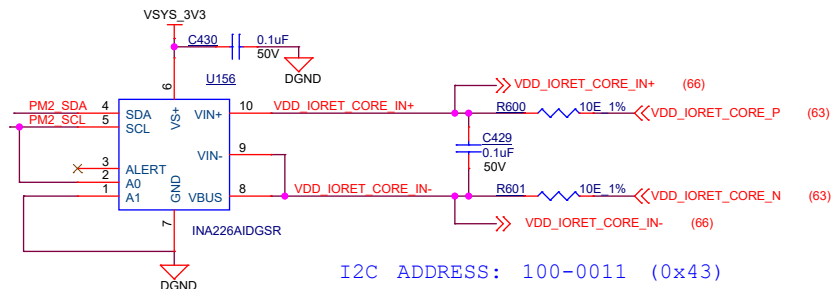 VSYS_3V3
C430 0.1uF
50V
DGND
U156
VDD_IORET_CORE_IN+ (66)
6
PM2_SDA 4 SDA VS+ VIN+ 10 VDD_IORET_CORE_IN+ R600 10E_1% VDD_IORET_CORE_P (63)
PM2_SCL 5 SCL
C429
0.1uF
50V
VIN- 9
3 ALERT
2 A0
1 A1 GND VBUS 8 VDD_IORET_CORE_IN- R601 10E_1% VDD_IORET_CORE_N (63)
7
INA226AIDGSR
VDD_IORET_CORE_IN- (66)
DGND
I2C ADDRESS: 100-0011 (0x43)